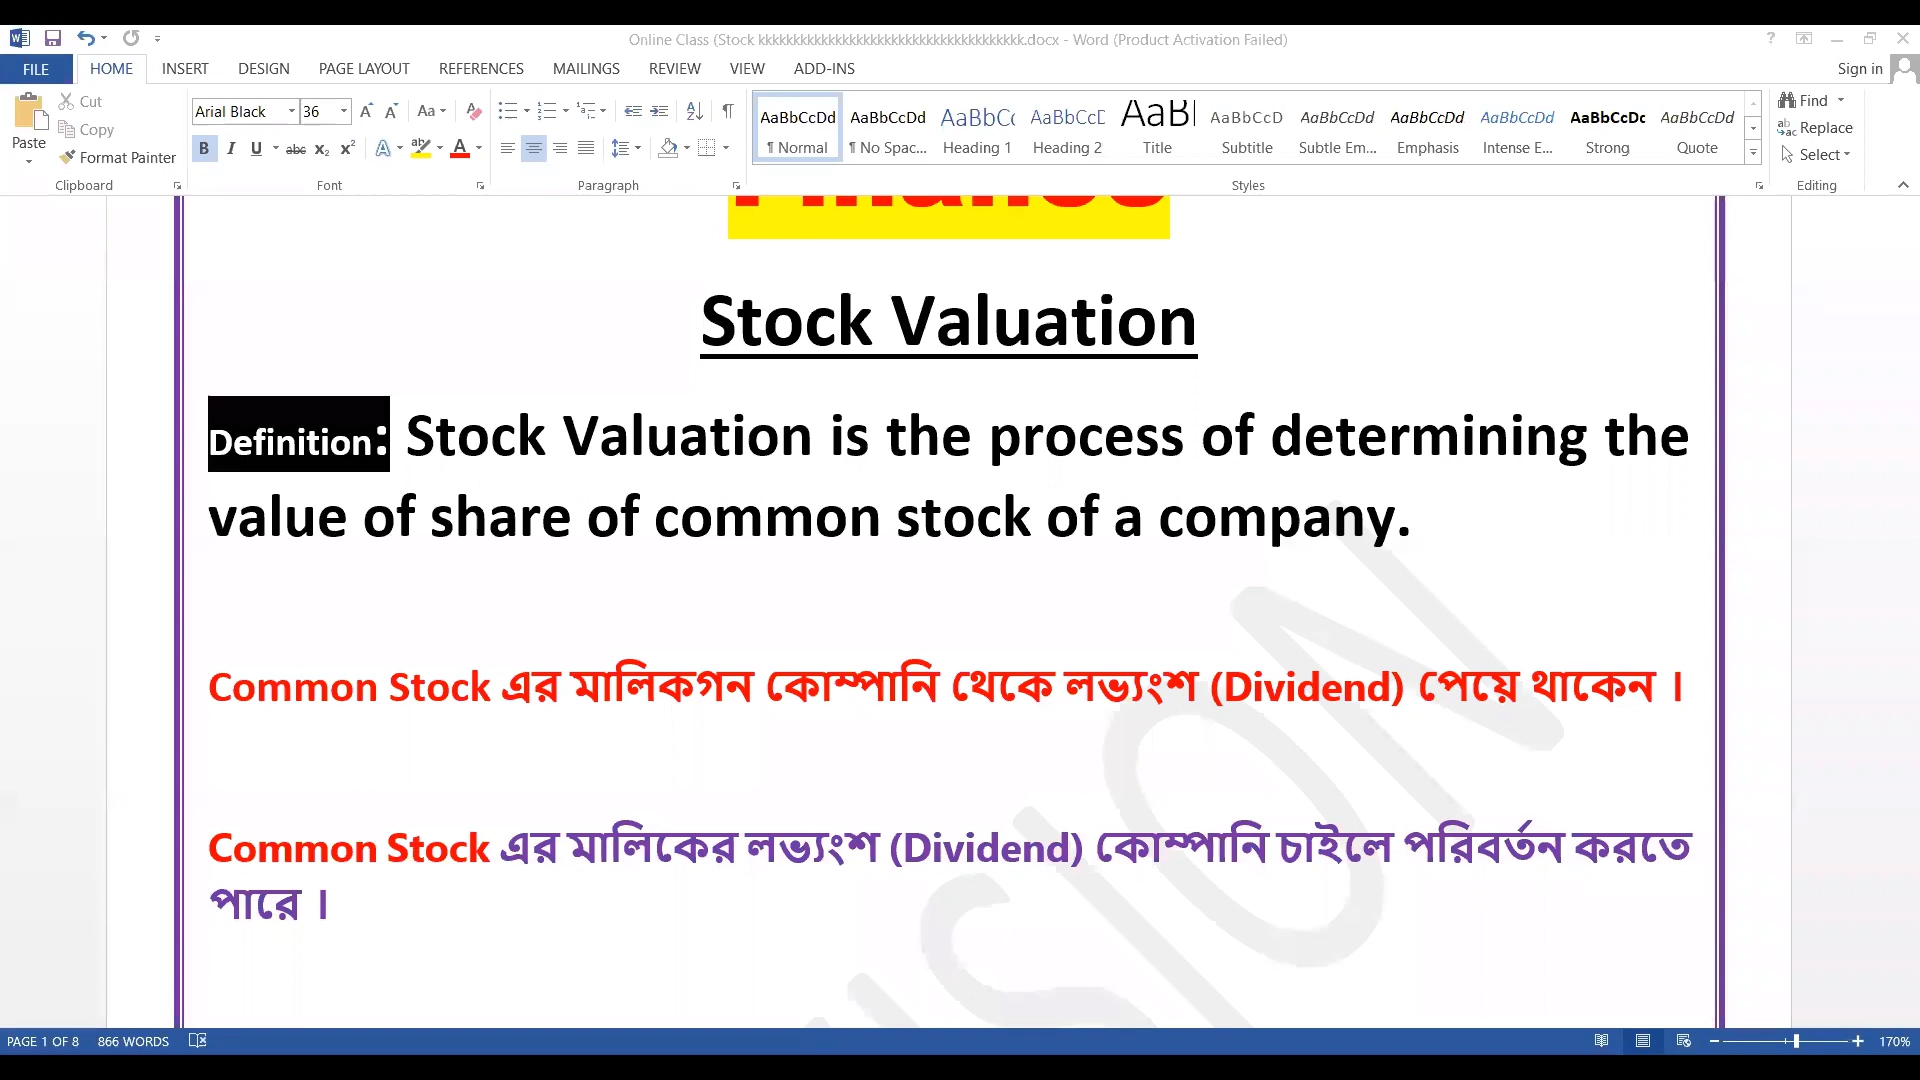 Online Class (Stock kkkkkkkkkkkkkkkkkkkkkkkkkkkkkkkkkkkkkk.docx - Word (Product Activation Failed)
FILE HOME INSERT DESIGN PAGE LAYOUT REFERENCES MAILINGS REVIEW VIEW ADD-INS Sign in
Paste Cut Copy Format Painter
Arial Black 36
AaBbCcDd AaBbCcDd AaBbCc AaBbCcD AaBl AaBbCcD AaBbCcDd AaBbCcDd AaBbCcDd AaBbCcDc AaBbCcDd
¶ Normal ¶ No Spac... Heading 1 Heading 2 Title Subtitle Subtle Em... Emphasis Intense E... Strong Quote
Find Replace Select
Clipboard Font Paragraph Styles Editing
Finance
Stock Valuation
Definition: Stock Valuation is the process of determining the
value of share of common stock of a company.
Common Stock এর মালিকগন কোম্পানি থেকে লভ্যংশ (Dividend) পেয়ে থাকেন ।
Common Stock এর মালিকের লভ্যংশ (Dividend) কোম্পানি চাইলে পরিবর্তন করতে
পারে ।
PAGE 1 OF 8 866 WORDS 170%